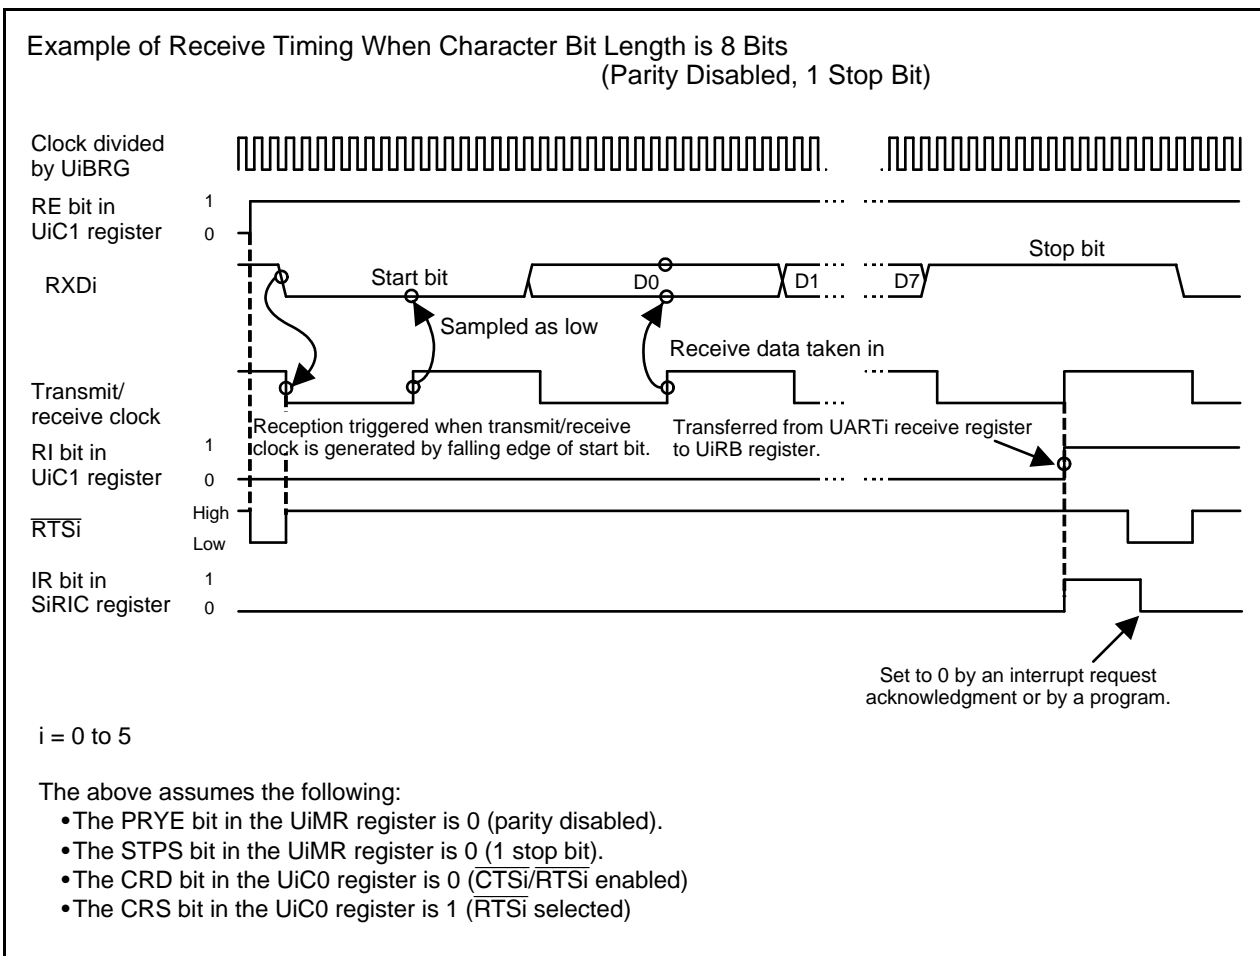 Example of Receive Timing When Character Bit Length is 8 Bits
(Parity Disabled, 1 Stop Bit)
Clock divided
by UiBRG
RE bit in
UiC1 register
1
0
RXDi
Start bit
D0
D1
D7
Stop bit
Sampled as low
Receive data taken in
Transmit/
receive clock
Reception triggered when transmit/receive
clock is generated by falling edge of start bit.
Transferred from UARTi receive register
to UiRB register.
RI bit in
UiC1 register
1
0
RTSi
High
Low
IR bit in
SiRIC register
1
0
Set to 0 by an interrupt request
acknowledgment or by a program.
i = 0 to 5
The above assumes the following:
•The PRYE bit in the UiMR register is 0 (parity disabled).
•The STPS bit in the UiMR register is 0 (1 stop bit).
•The CRD bit in the UiC0 register is 0 (CTSi/RTSi enabled)
•The CRS bit in the UiC0 register is 1 (RTSi selected)